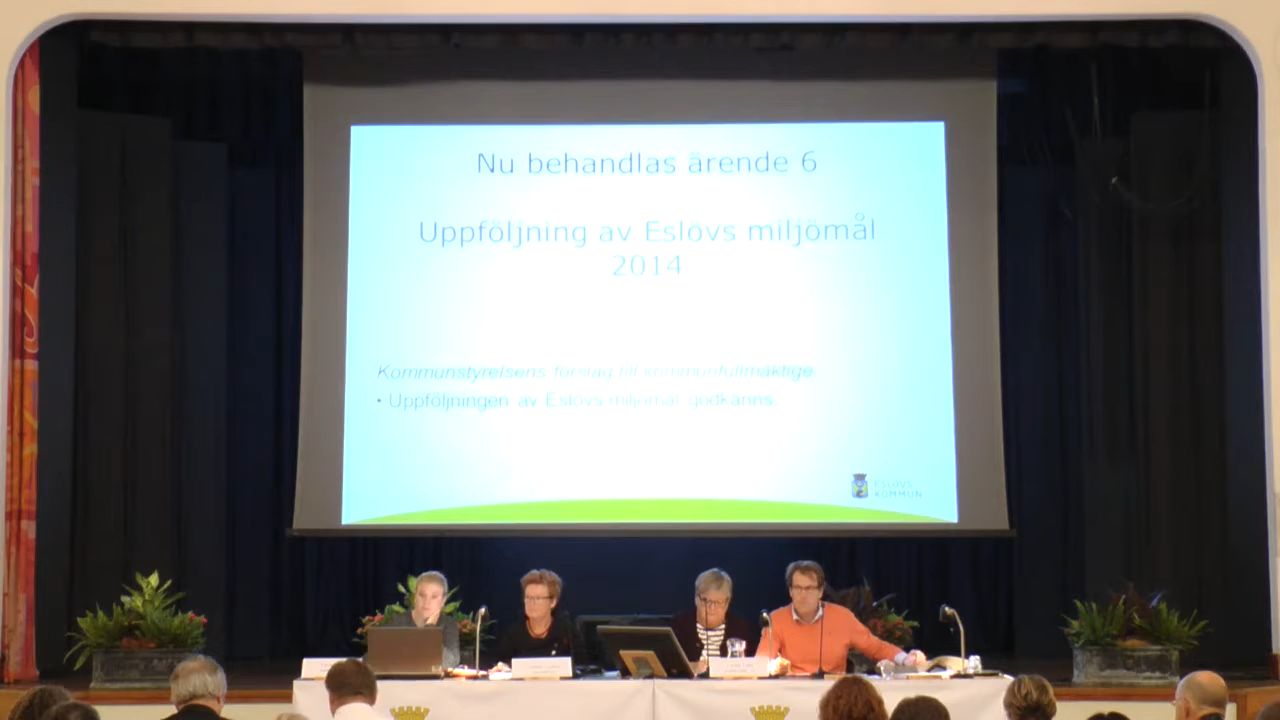 Nu behandlas ärende 6
Uppföljning av Eslövs miljömål
2014
Kommunstyrelsens förslag till kommunfullmäktige
• Uppföljningen av Eslövs miljömål godkänns.
ESLÖVS
KOMMUN